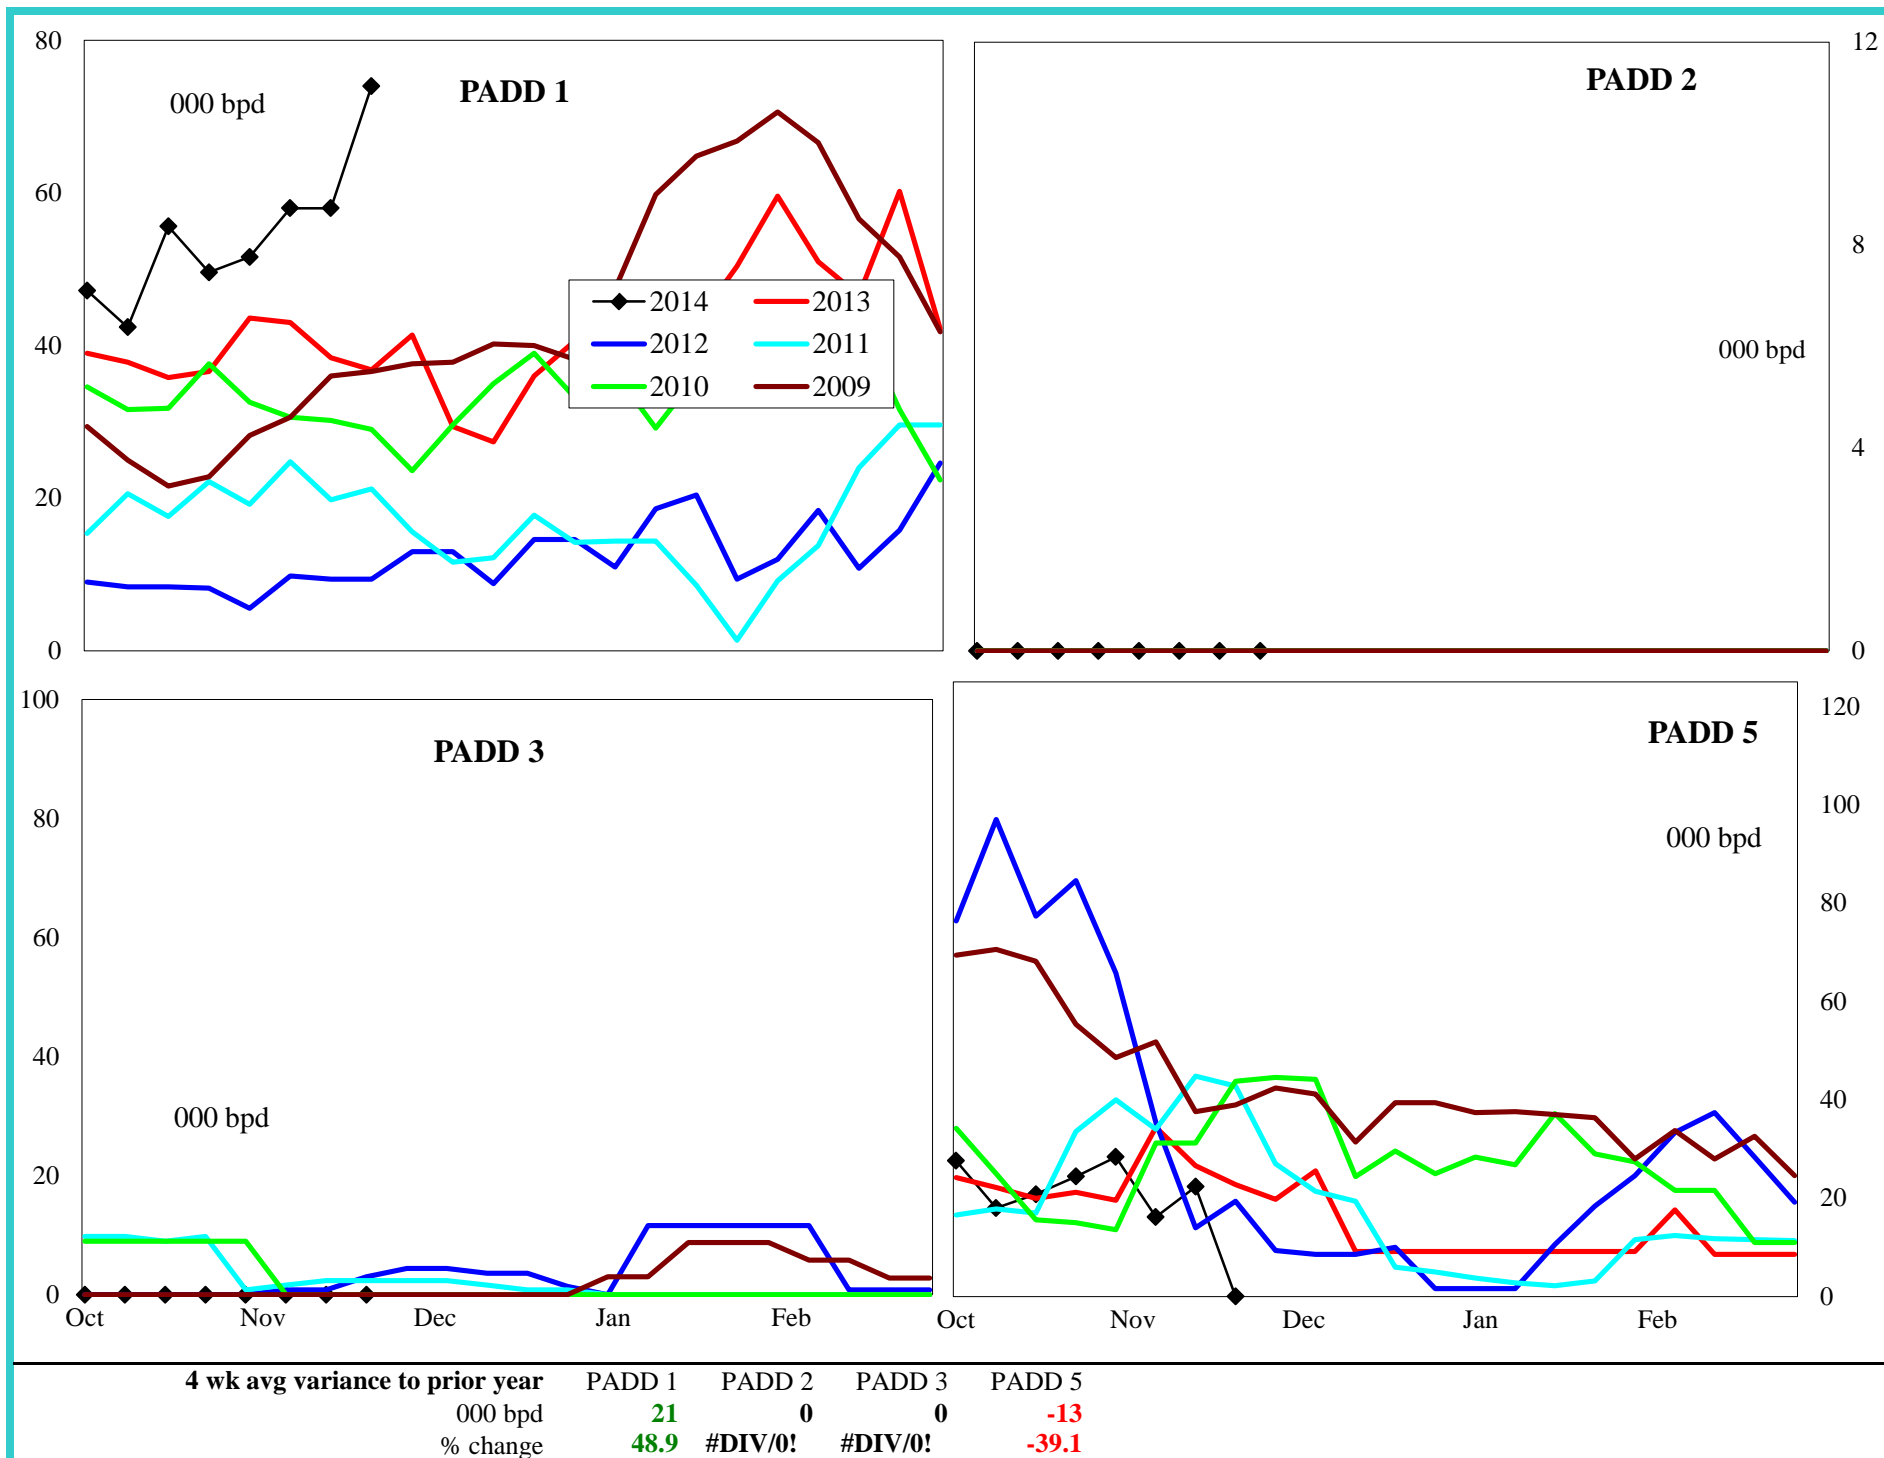 80
60
40
20
0
000 bpd
PADD 1
2014 2013
2012 2011
2010 2009
PADD 2
000 bpd
12
8
4
0
100
80
60
40
20
0
PADD 3
000 bpd
Oct Nov Dec Jan Feb
PADD 5
000 bpd
120
100
80
60
40
20
0
Oct Nov Dec Jan Feb
4 wk avg variance to prior year PADD 1 PADD 2 PADD 3 PADD 5
000 bpd 21 0 0 -13
% change 48.9 #DIV/0! #DIV/0! -39.1